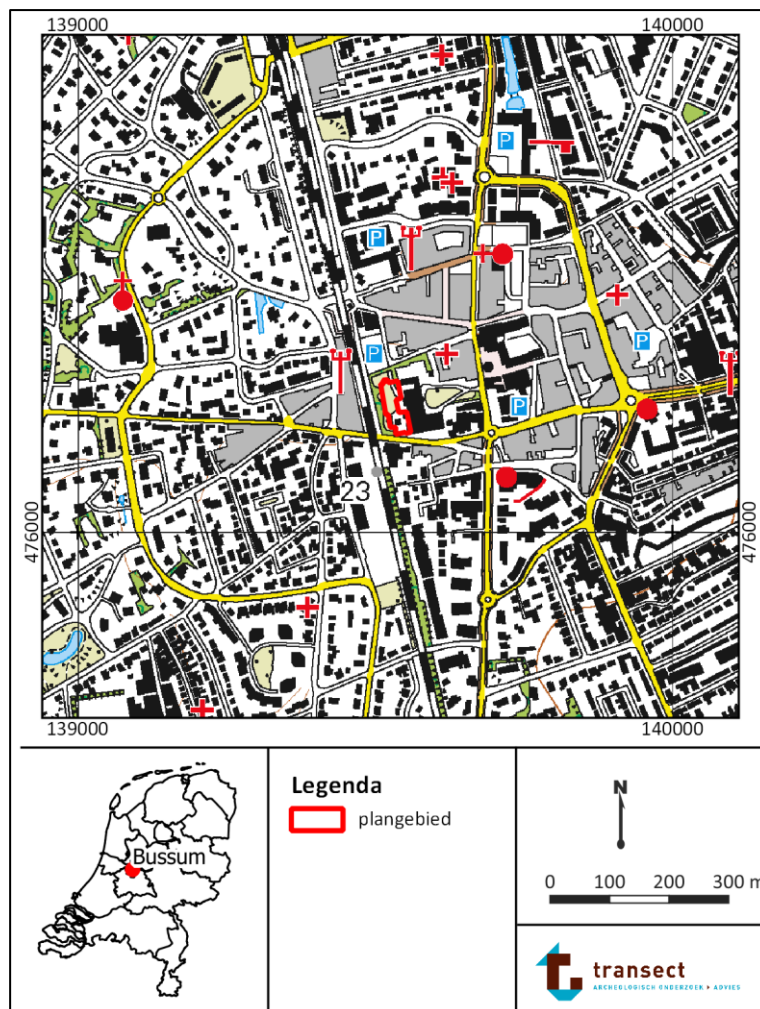 139000 140000
P
P
P
P
P
P
23
476000 476000
139000 140000
Bussum
Legenda
plangebied
N
0 100 200 300 m
transect
ARCHEOLOGISCH ONDERZOEK ▸ ADVIES